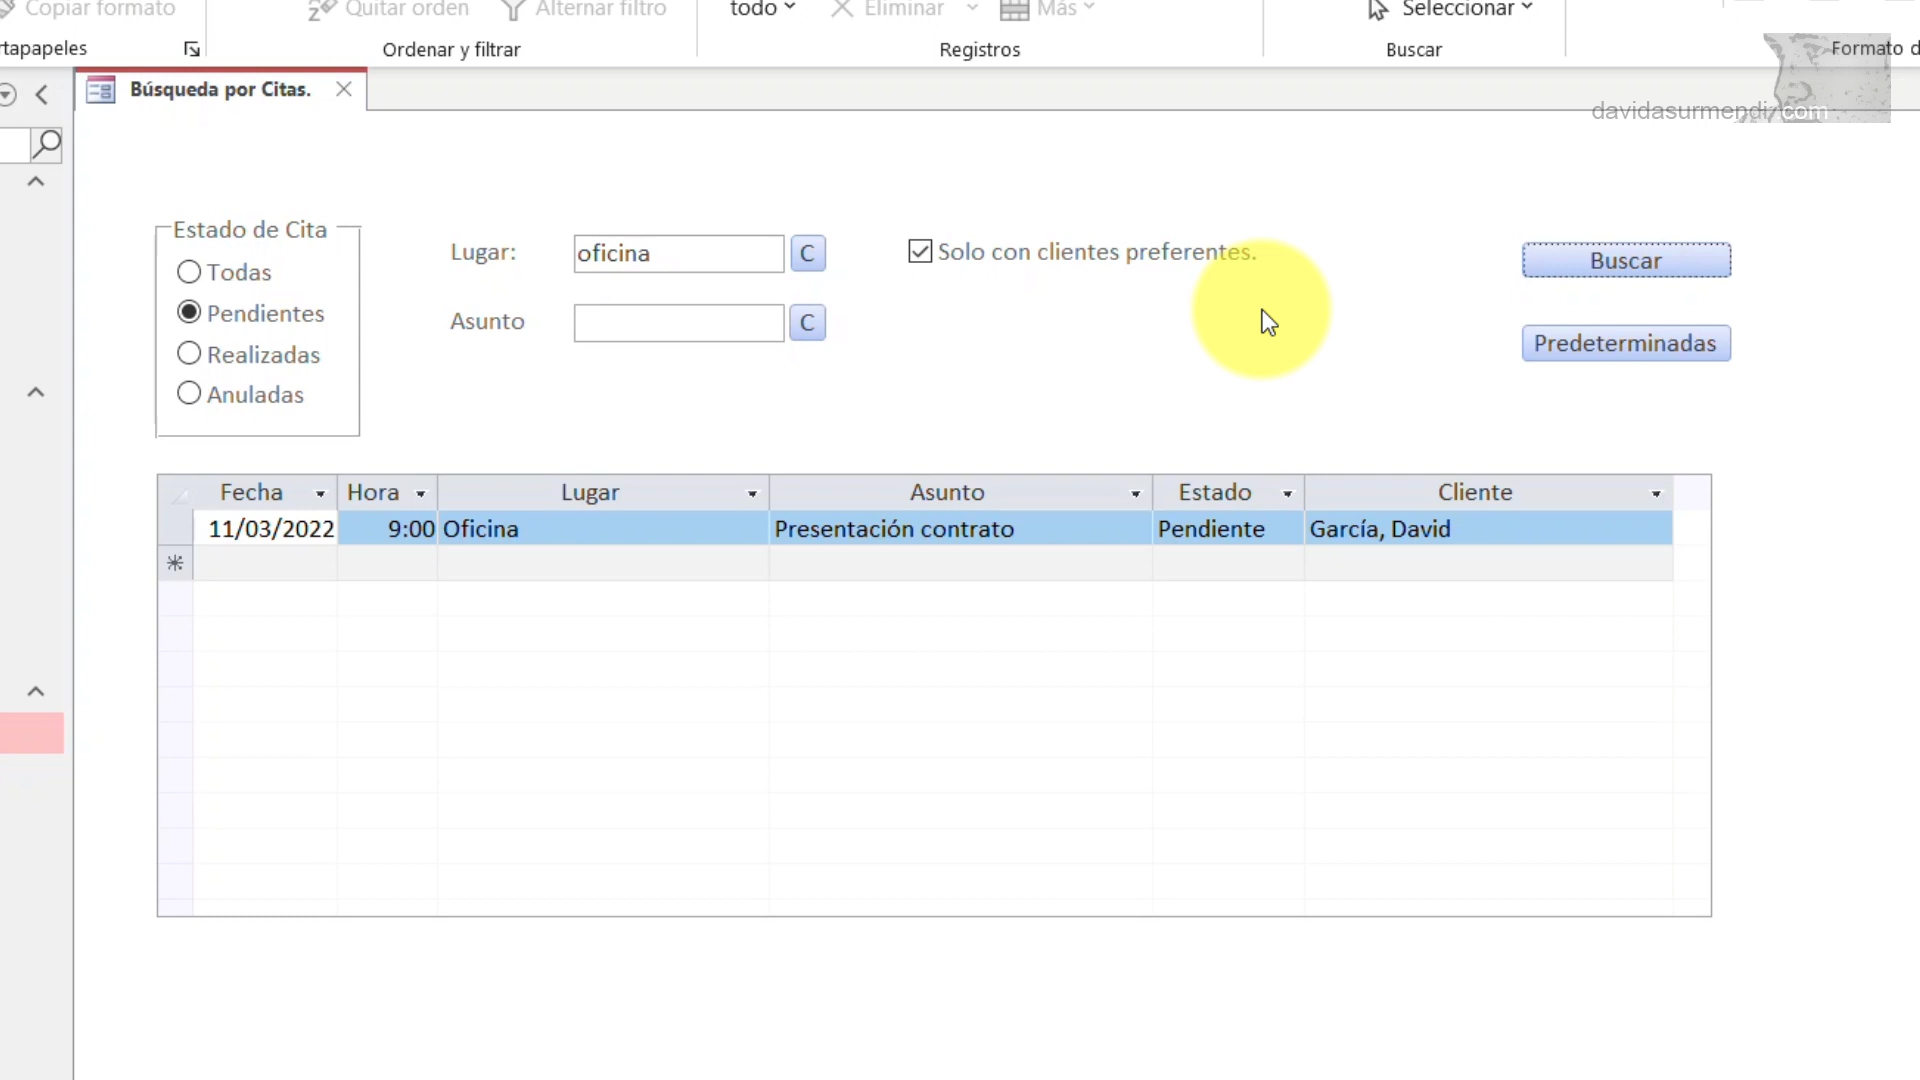 Copiar formato
Quitar orden
Alternar filtro
todo
Eliminar
Más
Seleccionar
rtapapeles
Ordenar y filtrar
Registros
Buscar
Formato d
Búsqueda por Citas.
davidasurmendi.com
Estado de Cita
Todas
Pendientes
Realizadas
Anuladas
Lugar:
oficina
C
Asunto
C
Solo con clientes preferentes.
Buscar
Predeterminadas
Fecha Hora Lugar Asunto Estado Cliente
11/03/2022 9:00 Oficina Presentación contrato Pendiente García, David